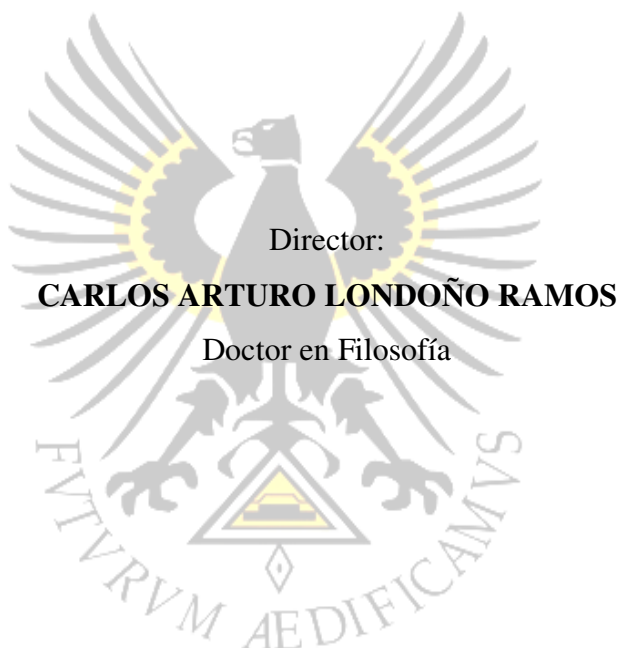 Director:
CARLOS ARTURO LONDOÑO RAMOS
Doctor en Filosofía
FVTVRVM ÆDIFICAMVS